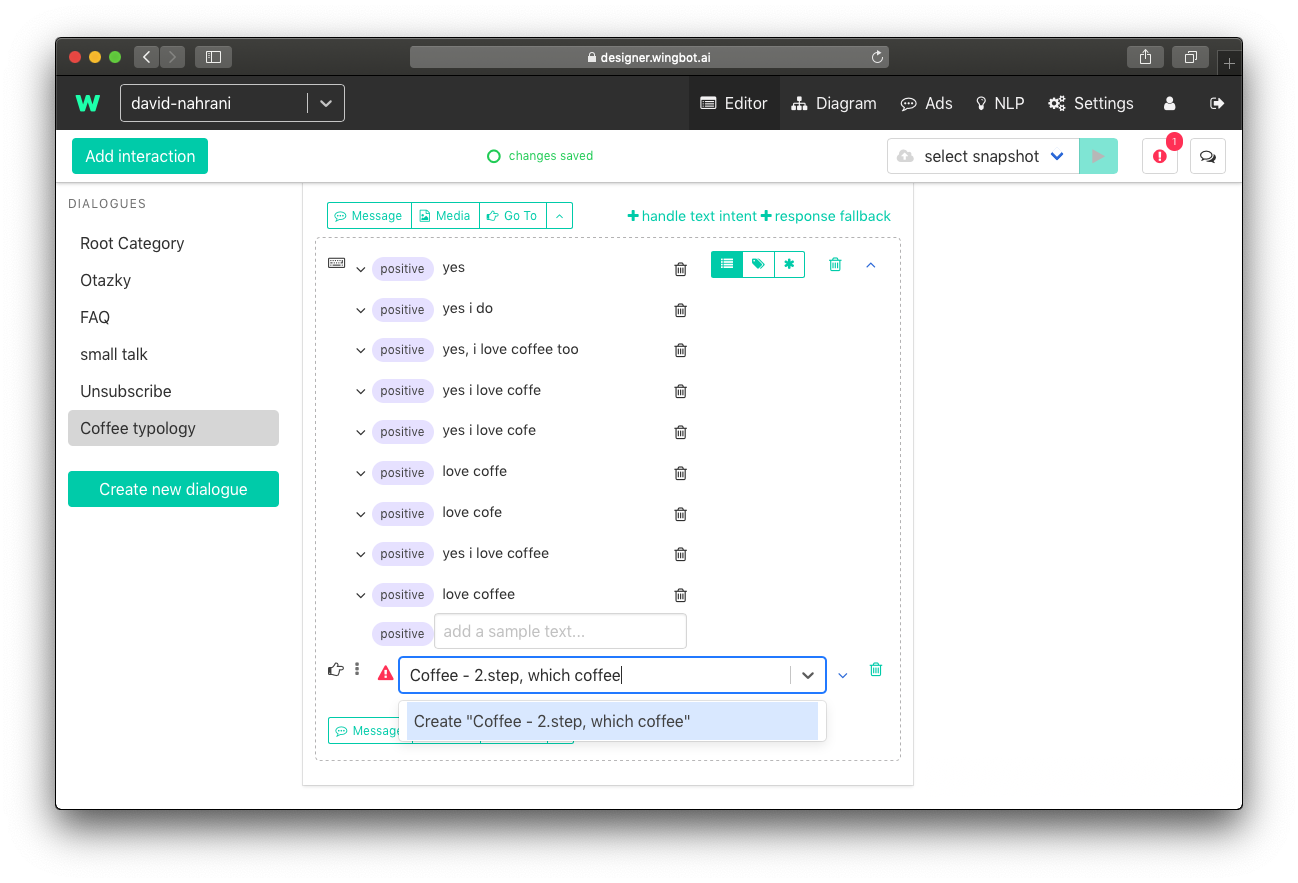 designer.wingbot.ai
W david-nahrani Editor Diagram Ads NLP Settings
Add interaction changes saved select snapshot 1
DIALOGUES
Root Category
Otazky
FAQ
small talk
Unsubscribe
Coffee typology
Create new dialogue
Message Media Go To handle text intent response fallback
positive yes
positive yes i do
positive yes, i love coffee too
positive yes i love coffe
positive yes i love cofe
positive love coffe
positive love cofe
positive yes i love coffee
positive love coffee
positive add a sample text...
Coffee - 2.step, which coffee
Create "Coffee - 2.step, which coffee"
Message